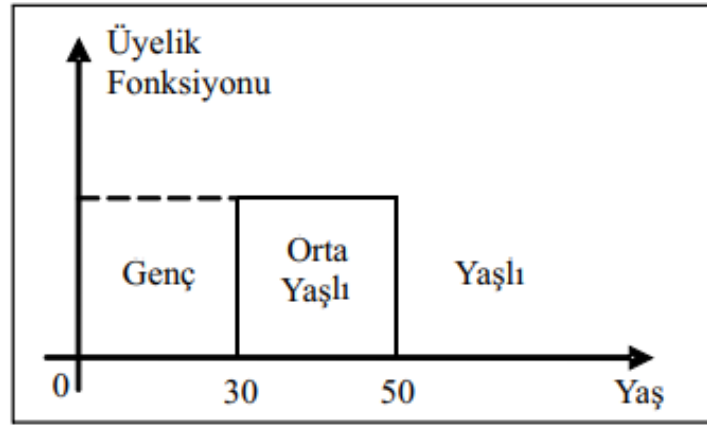 Üyelik
Fonksiyonu
Genç
Orta
Yaşlı
Yaşlı
0
30
50
Yaş